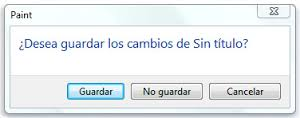 Paint
¿Desea guardar los cambios de Sin título?
Guardar
No guardar
Cancelar